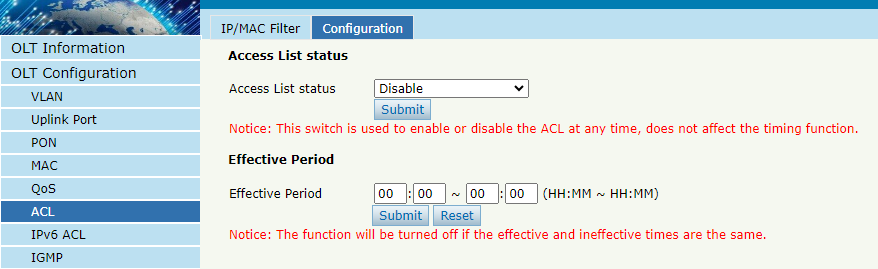 OLT Information
OLT Configuration
VLAN
Uplink Port
PON
MAC
QoS
ACL
IPv6 ACL
IGMP
IP/MAC Filter Configuration
Access List status
Access List status Disable
Submit
Notice: This switch is used to enable or disable the ACL at any time, does not affect the timing function.
Effective Period
Effective Period 00 : 00 ~ 00 : 00 (HH:MM ~ HH:MM)
Submit Reset
Notice: The function will be turned off if the effective and ineffective times are the same.